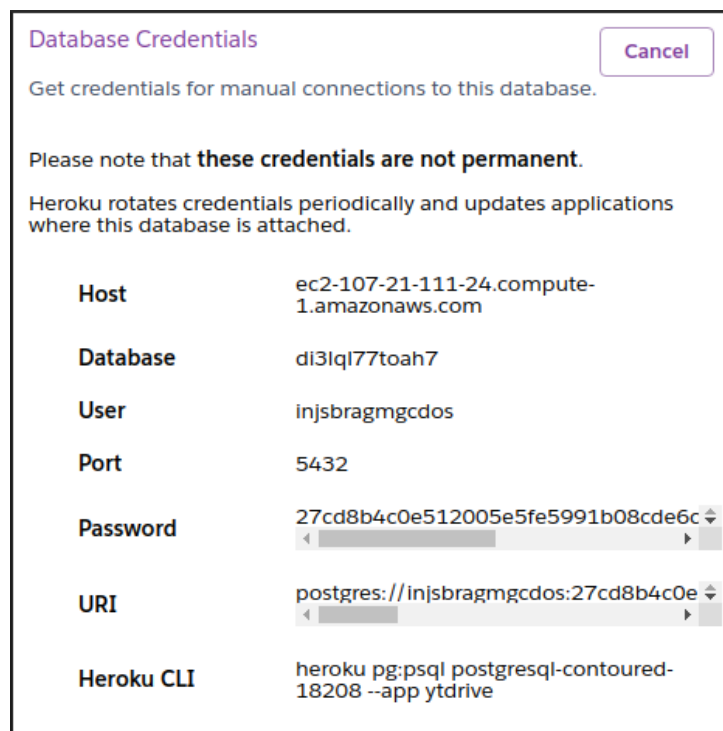 Database Credentials
Cancel
Get credentials for manual connections to this database.
Please note that these credentials are not permanent.
Heroku rotates credentials periodically and updates applications
where this database is attached.
Host
ec2-107-21-111-24.compute-
1.amazonaws.com
Database
di3lql77toah7
User
injsbragmgcdos
Port
5432
Password
27cd8b4c0e512005e5fe5991b08cde6c
URI
postgres://injsbragmgcdos:27cd8b4c0e
Heroku CLI
heroku pg:psql postgresql-contoured-
18208 --app ytdrive